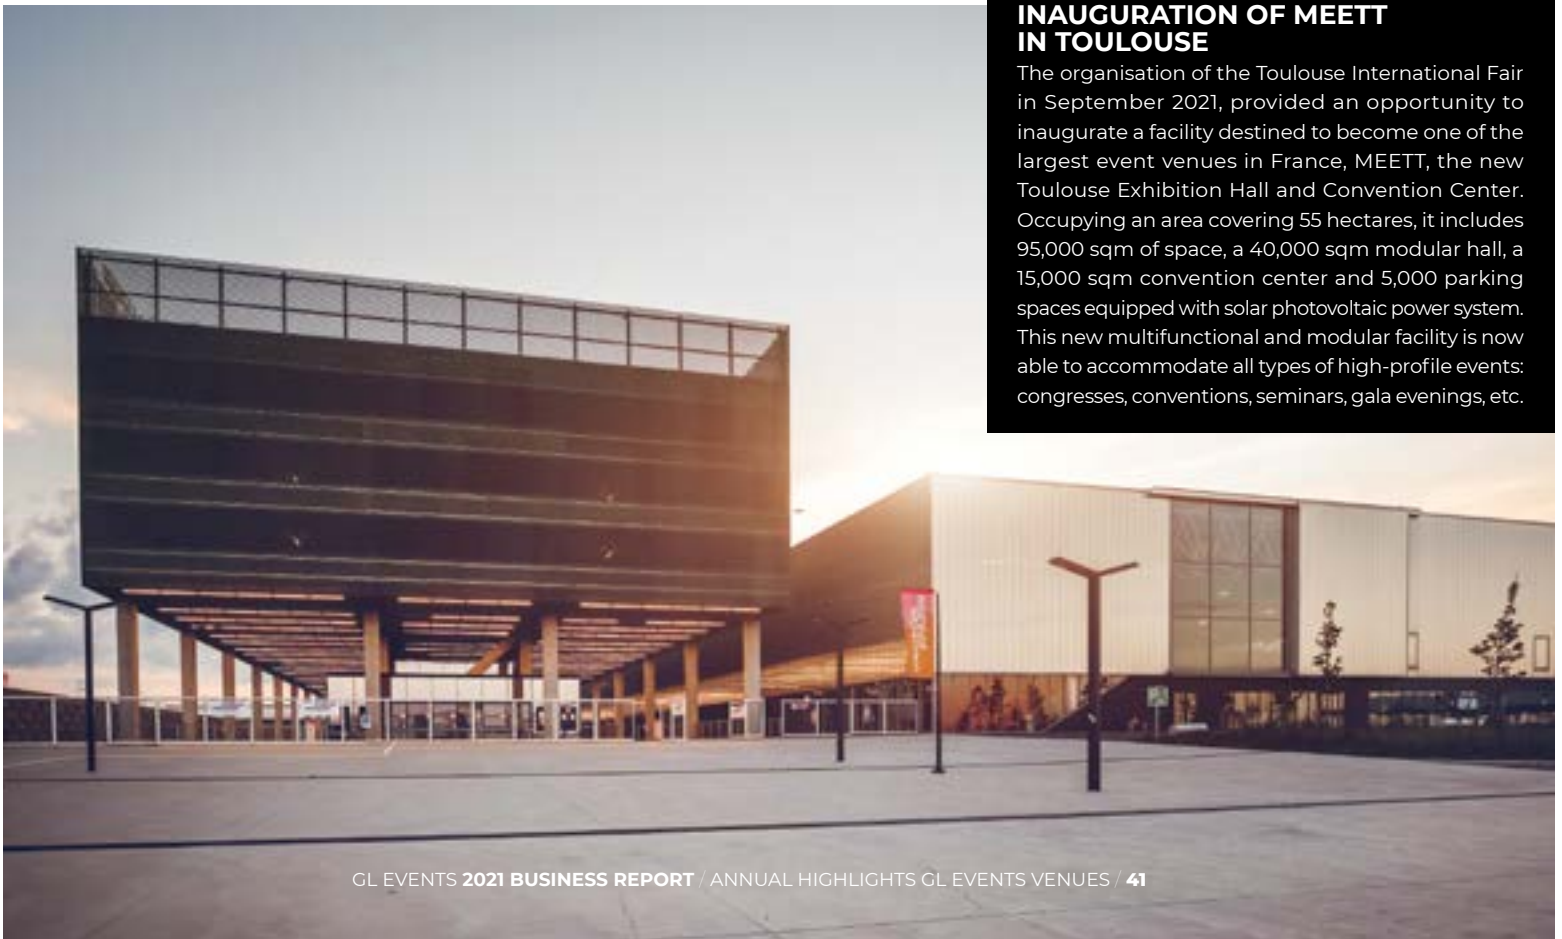 INAUGURATION OF MEETT
IN TOULOUSE
The organisation of the Toulouse International Fair
in September 2021, provided an opportunity to
inaugurate a facility destined to become one of the
largest event venues in France, MEETT, the new
Toulouse Exhibition Hall and Convention Center.
Occupying an area covering 55 hectares, it includes
95,000 sqm of space, a 40,000 sqm modular hall, a
15,000 sqm convention center and 5,000 parking
spaces equipped with solar photovoltaic power system.
This new multifunctional and modular facility is now
able to accommodate all types of high-profile events:
congresses, conventions, seminars, gala evenings, etc.
GL EVENTS 2021 BUSINESS REPORT / ANNUAL HIGHLIGHTS GL EVENTS VENUES / 41